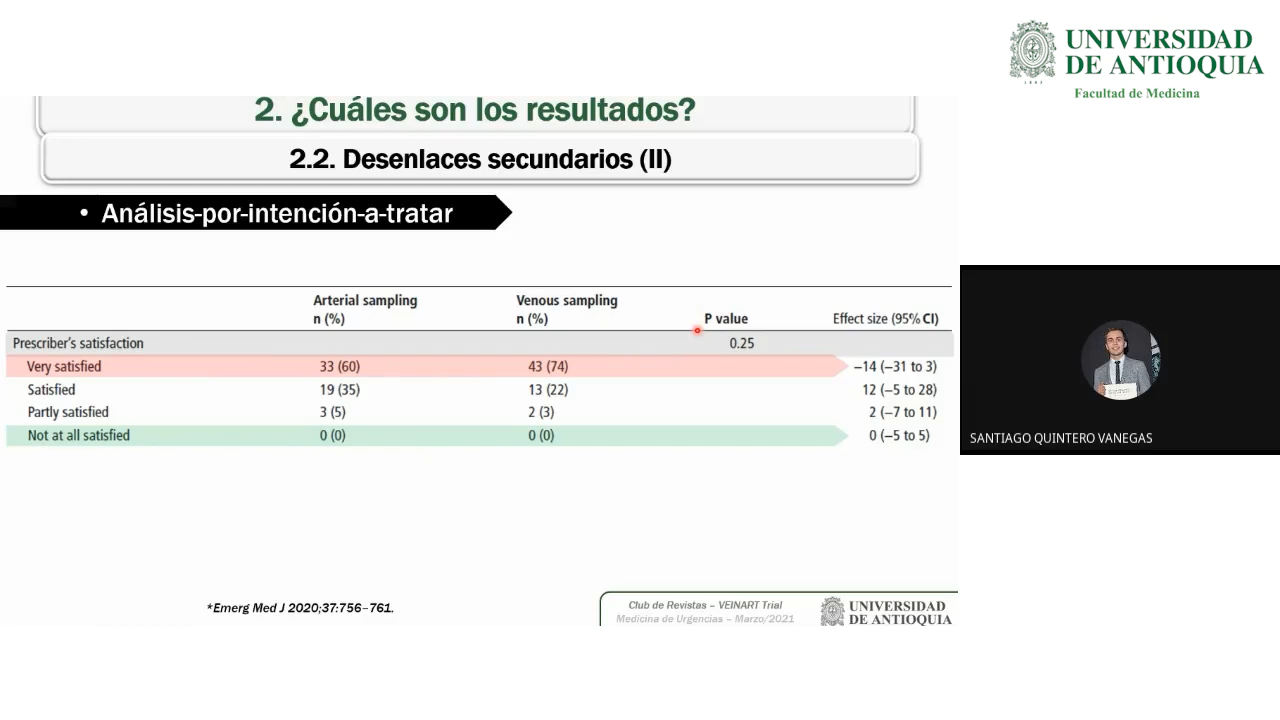 UNIVERSIDAD
DE ANTIOQUIA
1803
Facultad de Medicina
2. ¿Cuáles son los resultados?
2.2. Desenlaces secundarios (II)
• Análisis-por-intención-a-tratar
Arterial sampling Venous sampling
n (%) n (%) P value Effect size (95% CI)
Prescriber's satisfaction 0.25
Very satisfied 33 (60) 43 (74) −14 (−31 to 3)
Satisfied 19 (35) 13 (22) 12 (−5 to 28)
Partly satisfied 3 (5) 2 (3) 2 (−7 to 11)
Not at all satisfied 0 (0) 0 (0) 0 (−5 to 5)
SANTIAGO QUINTERO VANEGAS
*Emerg Med J 2020;37:756–761.
Club de Revistas – VEINART Trial
Medicina de Urgencias – Marzo/2021
UNIVERSIDAD
DE ANTIOQUIA